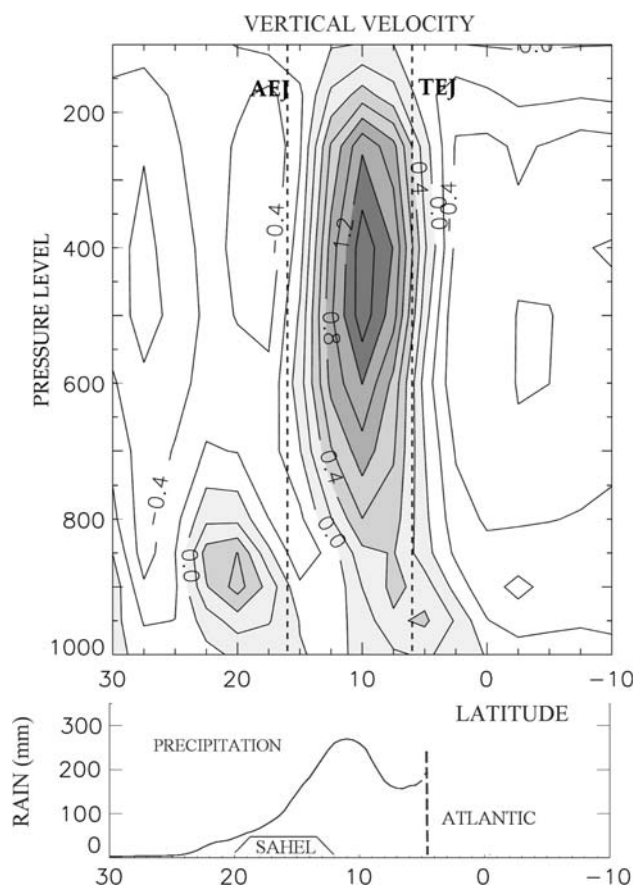 VERTICAL VELOCITY
AEJ
TEJ
0.0
200
-0.4
0.4
0.0
-0.4
1.2
400
PRESSURE LEVEL
0.8
600
-0.4
0.4
0.0
800
0.0
1000
30 20 10 0 -10
LATITUDE
RAIN (mm)
300
PRECIPITATION
200
100
ATLANTIC
0
SAHEL
30 20 10 0 -10